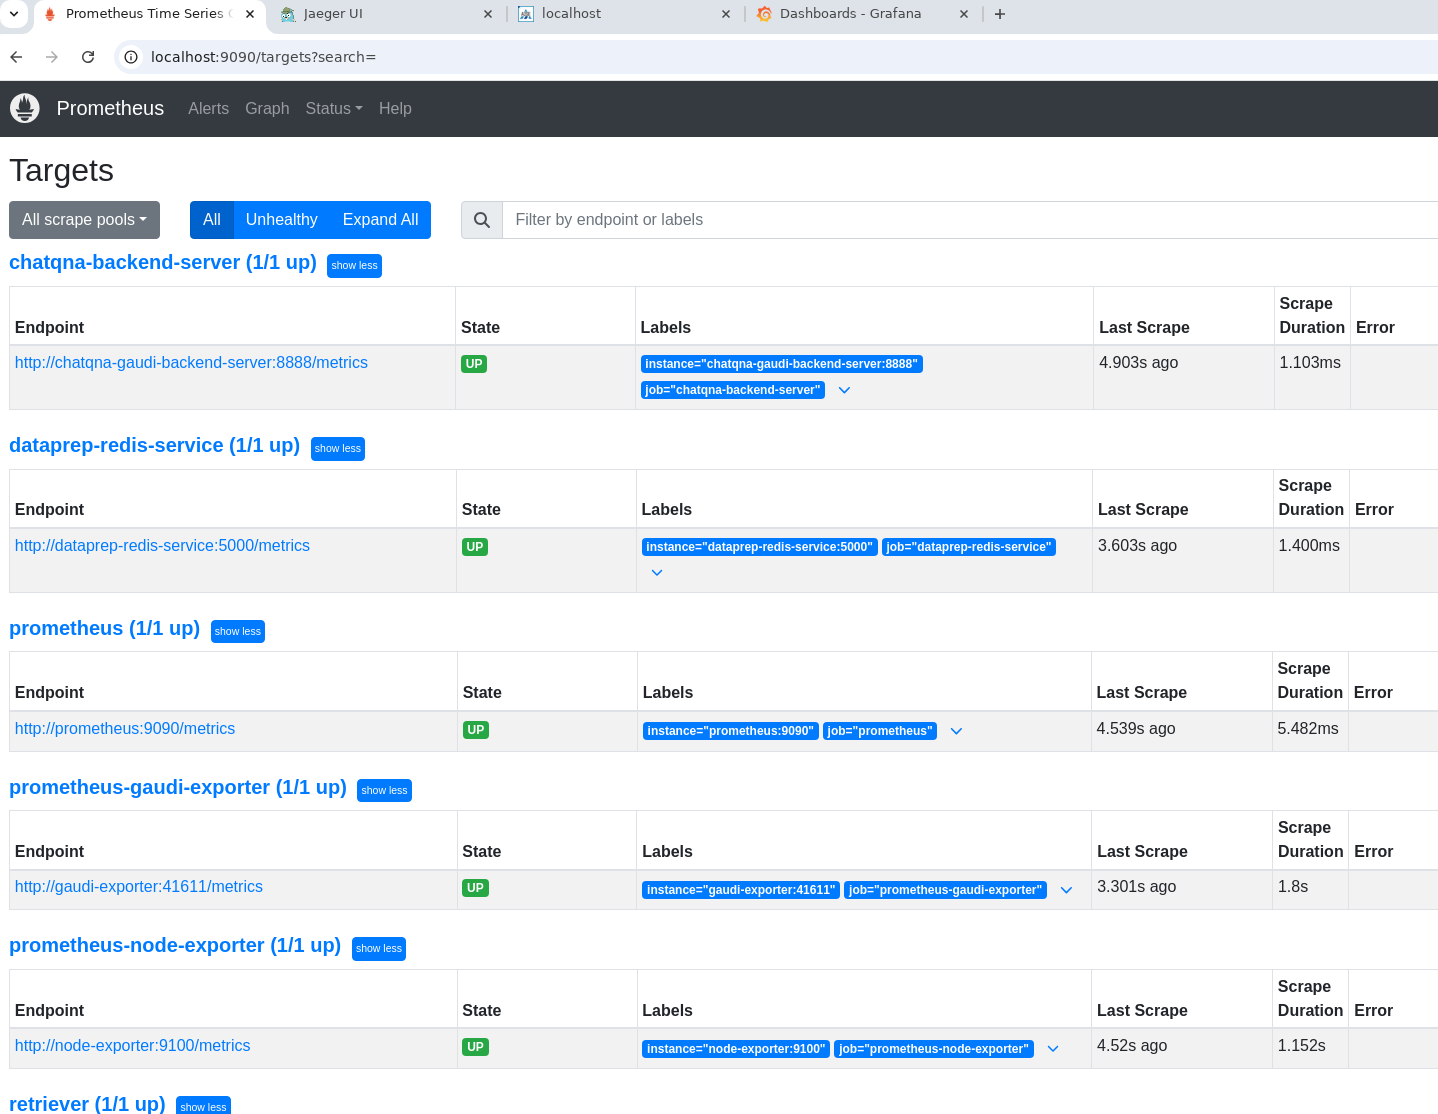 Prometheus Time Series
Jaeger UI
localhost
Dashboards - Grafana
localhost:9090/targets?search=
Prometheus Alerts Graph Status Help
Targets
All scrape pools All Unhealthy Expand All Filter by endpoint or labels
chatqna-backend-server (1/1 up) show less
Endpoint State Labels Last Scrape Scrape Duration Error
http://chatqna-gaudi-backend-server:8888/metrics UP instance="chatqna-gaudi-backend-server:8888" 4.903s ago 1.103ms
job="chatqna-backend-server"
dataprep-redis-service (1/1 up) show less
Endpoint State Labels Last Scrape Scrape Duration Error
http://dataprep-redis-service:5000/metrics UP instance="dataprep-redis-service:5000" job="dataprep-redis-service" 3.603s ago 1.400ms
prometheus (1/1 up) show less
Endpoint State Labels Last Scrape Scrape Duration Error
http://prometheus:9090/metrics UP instance="prometheus:9090" job="prometheus" 4.539s ago 5.482ms
prometheus-gaudi-exporter (1/1 up) show less
Endpoint State Labels Last Scrape Scrape Duration Error
http://gaudi-exporter:41611/metrics UP instance="gaudi-exporter:41611" job="prometheus-gaudi-exporter" 3.301s ago 1.8s
prometheus-node-exporter (1/1 up) show less
Endpoint State Labels Last Scrape Scrape Duration Error
http://node-exporter:9100/metrics UP instance="node-exporter:9100" job="prometheus-node-exporter" 4.52s ago 1.152s
retriever (1/1 up) show less